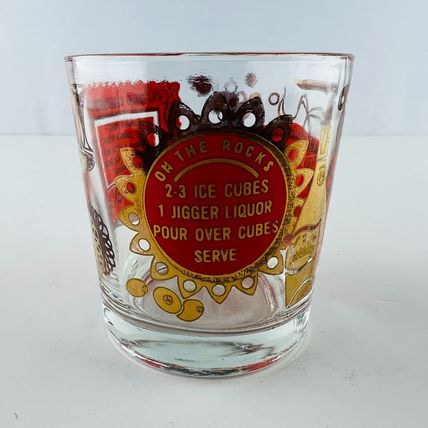 ON THE ROCKS
2-3 ICE CUBES
1 JIGGER LIQUOR
POUR OVER CUBES
SERVE